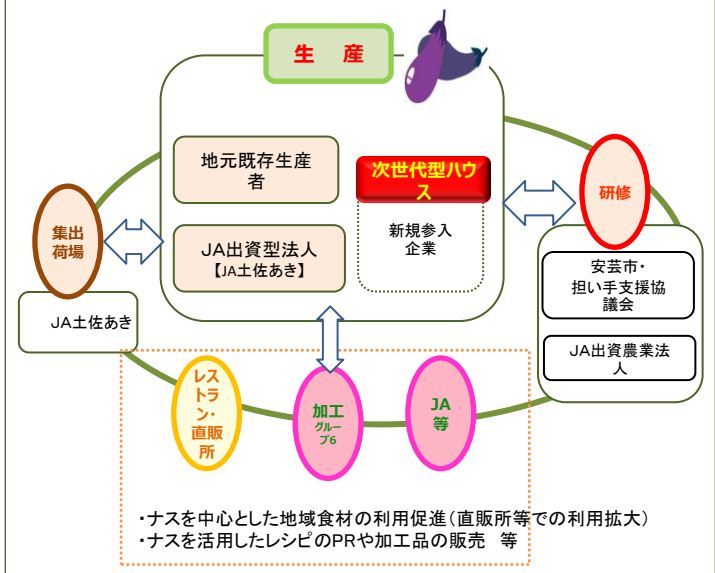 生　産
地元既存生産
者
次世代型ハウ
ス
新規参入
企業
JA出資型法人
【JA土佐あき】
集出
荷場
JA土佐あき
研修
安芸市・
担い手支援協
議会
JA出資農業法
人
レス
トラ
ン・
直販
所
加工
グルー
プ6
JA
等
・ナスを中心とした地域食材の利用促進（直販所等での利用拡大）
・ナスを活用したレシピのPRや加工品の販売　等